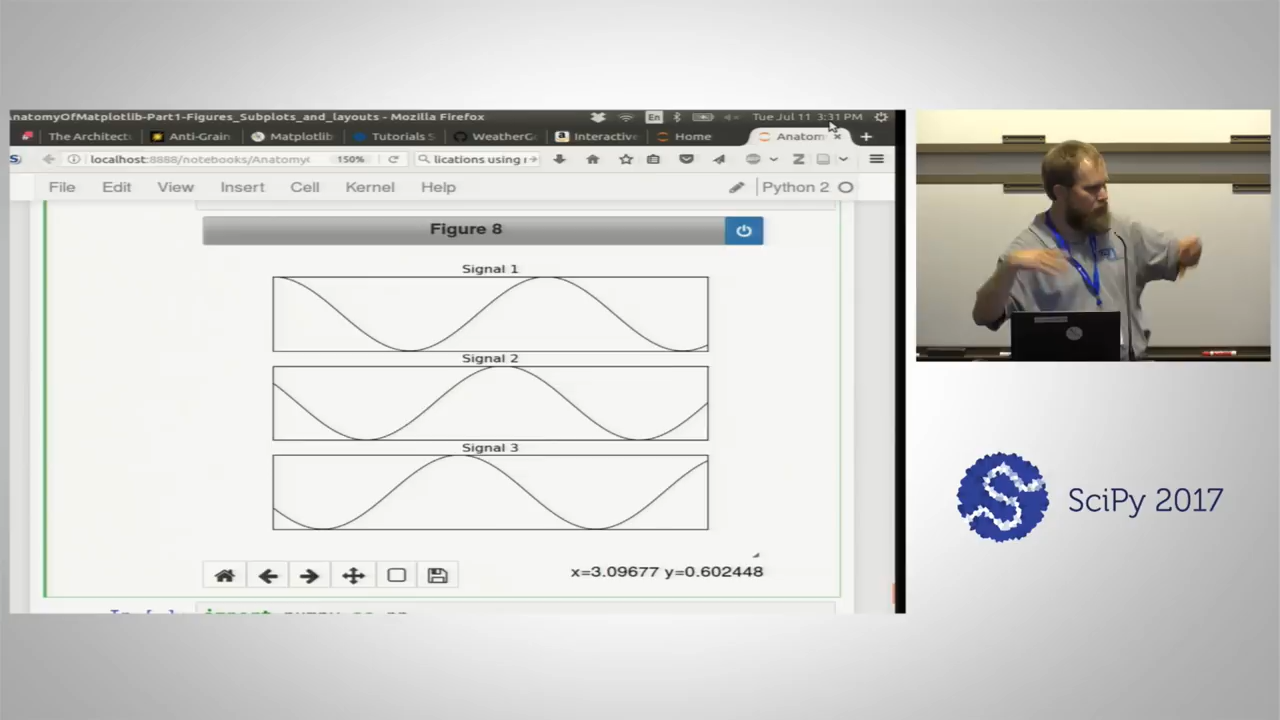 AnatomyOfMatplotlib-Part1-Figures_Subplots_and_layouts - Mozilla Firefox
En
Tue Jul 11 3:31 PM
The Architect
Anti-Grain
Matplotlib
Tutorials S
WeatherGe
Interactive
Home
Anatom
localhost:8888/notebooks/Anatomy
150%
lications using
File Edit View Insert Cell Kernel Help
Python 2
Figure 8
Signal 1
Signal 2
Signal 3
x=3.09677 y=0.602448
SciPy 2017